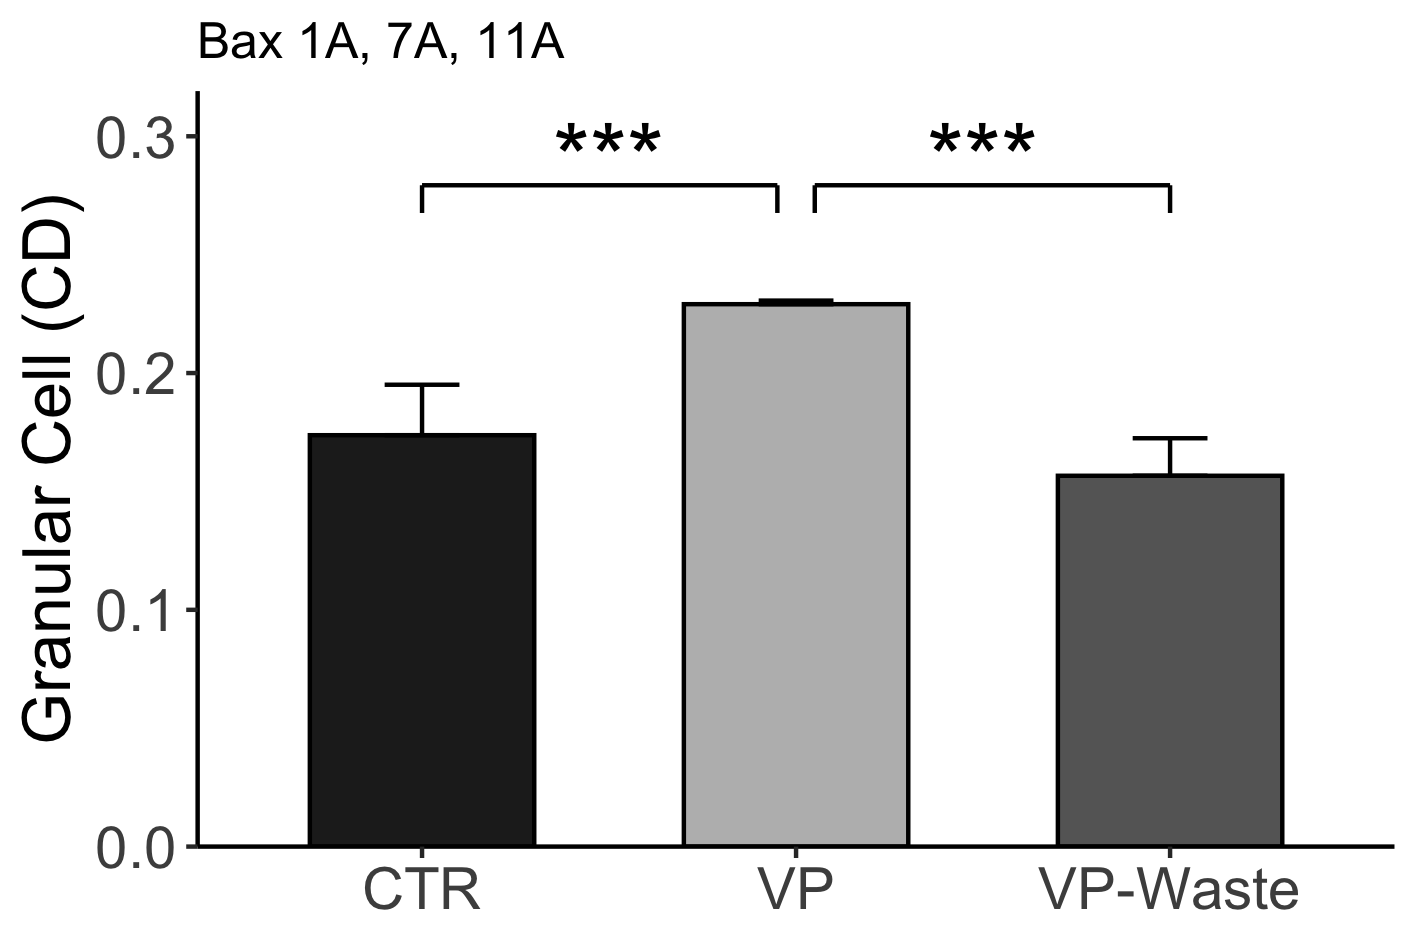 Bax 1A, 7A, 11A
Granular Cell (CD)
0.3
0.2
0.1
0.0
***
***
CTR
VP
VP-Waste